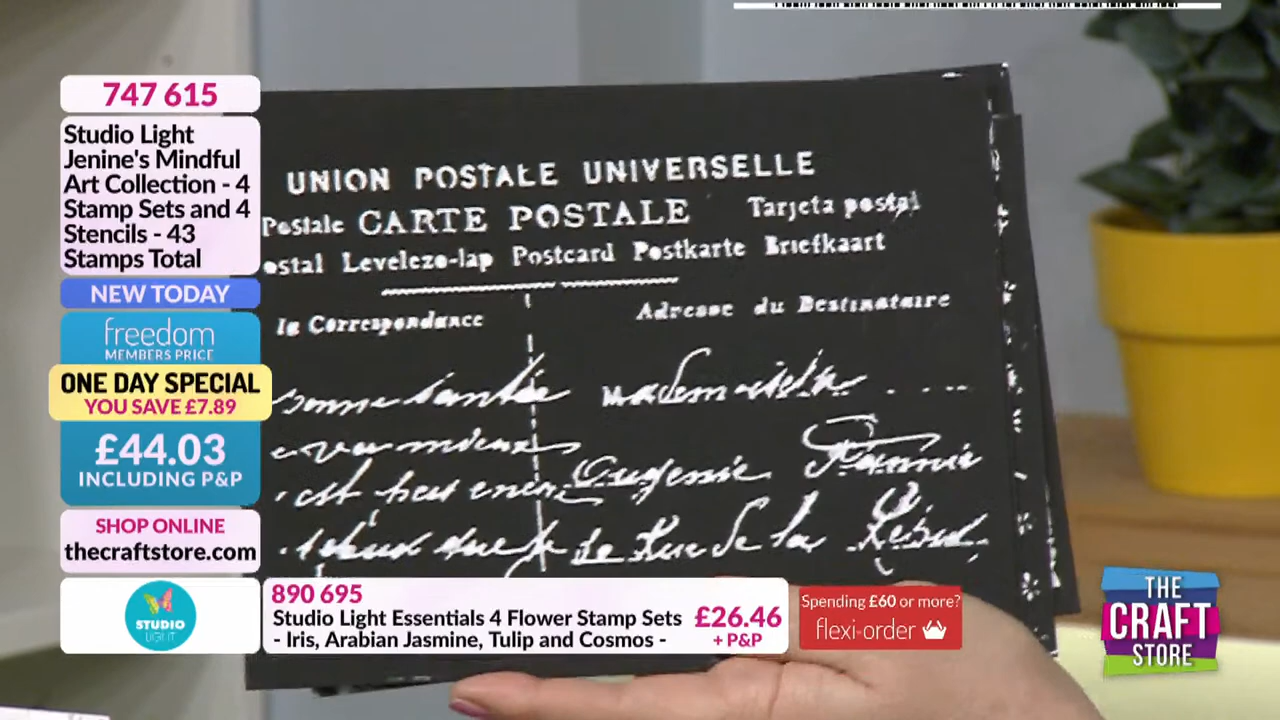 747 615
Studio Light
Jenine's Mindful
Art Collection - 4
Stamp Sets and 4
Stencils - 43
Stamps Total
NEW TODAY
freedom
MEMBERS PRICE
ONE DAY SPECIAL
YOU SAVE £7.89
£44.03
INCLUDING P&P
SHOP ONLINE
thecraftstore.com
STUDIO
LIGHT
UNION POSTALE UNIVERSELLE
Postale CARTE POSTALE Tarjeta postal
ostal Levelezo-lap Postcard Postkarte Briefkaart
la Correspondance Adresse du Destinataire
Eugenie
de la
890 695
Studio Light Essentials 4 Flower Stamp Sets
- Iris, Arabian Jasmine, Tulip and Cosmos -
£26.46
+ P&P
Spending £60 or more?
flexi-order
THE
CRAFT
STORE